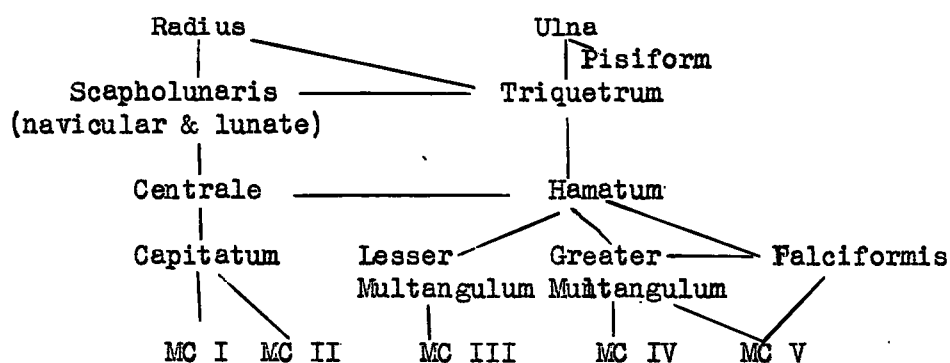 Radius Ulna
Pisiform
Scapholunaris Triquetrum
(navicular & lunate)
Centrale Hamatum
Capitatum Lesser Greater Falciformis
Multangulum Multangulum
MC I MC II MC III MC IV MC V